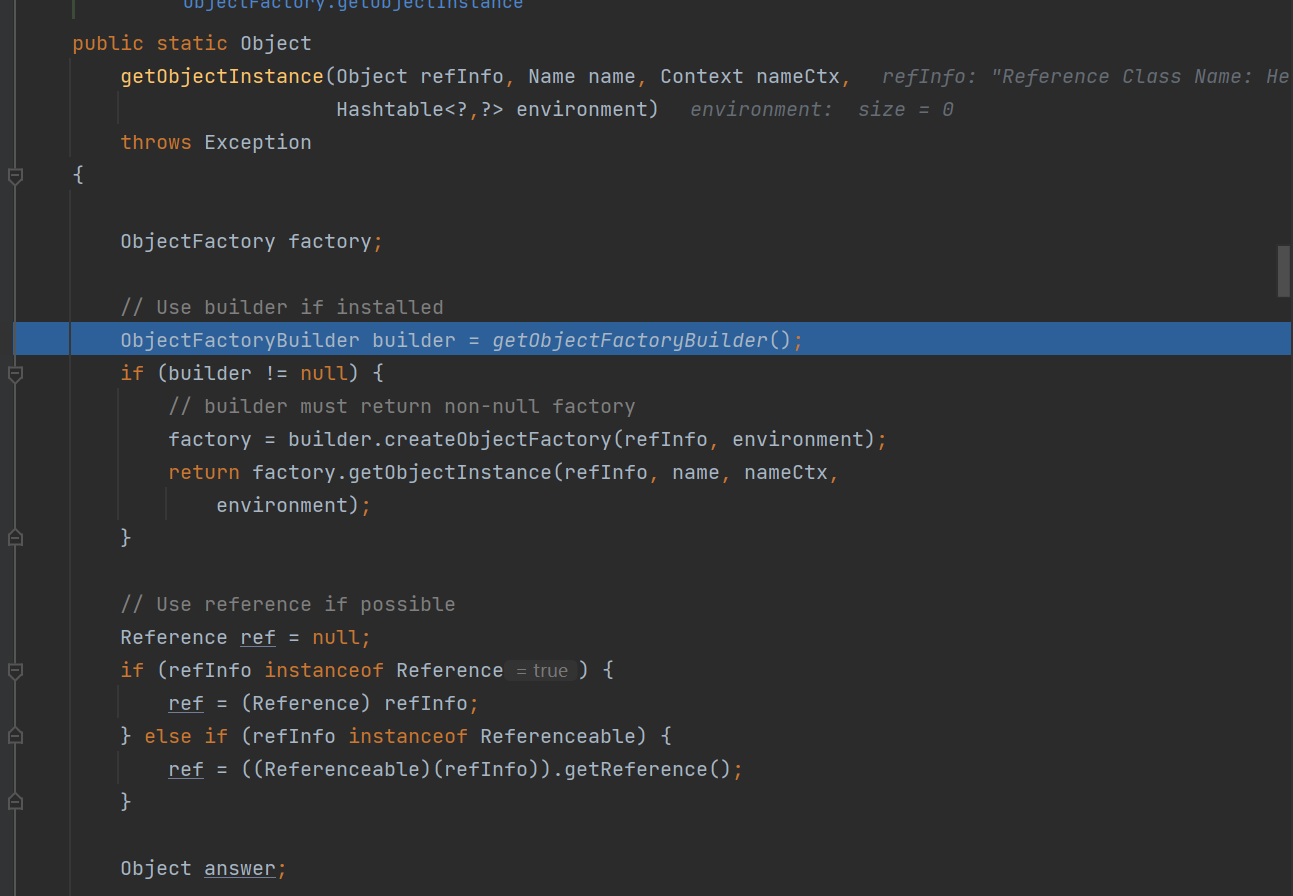 ObjectFactory.getObjectInstance
public static Object
getObjectInstance(Object refInfo, Name name, Context nameCtx,   refInfo: "Reference Class Name: He
Hashtable<?,?> environment)   environment:  size = 0
throws Exception
{
ObjectFactory factory;
// Use builder if installed
ObjectFactoryBuilder builder = getObjectFactoryBuilder();
if (builder != null) {
// builder must return non-null factory
factory = builder.createObjectFactory(refInfo, environment);
return factory.getObjectInstance(refInfo, name, nameCtx,
environment);
}
// Use reference if possible
Reference ref = null;
if (refInfo instanceof Reference = true ) {
ref = (Reference) refInfo;
} else if (refInfo instanceof Referenceable) {
ref = ((Referenceable)(refInfo)).getReference();
}
Object answer;